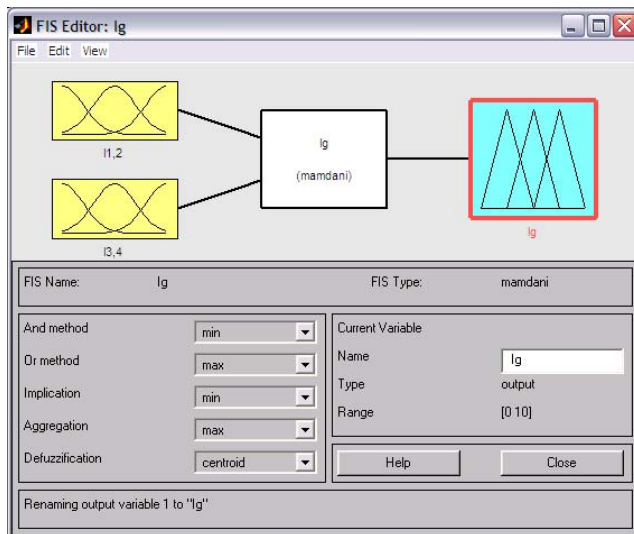 FIS Editor: Ig
File Edit View
I1,2
Ig
(mamdani)
I3,4
Ig
FIS Name: Ig FIS Type: mamdani
And method min
Or method max
Implication min
Aggregation max
Defuzzification centroid
Current Variable
Name Ig
Type output
Range [0 10]
Help Close
Renaming output variable 1 to "Ig"